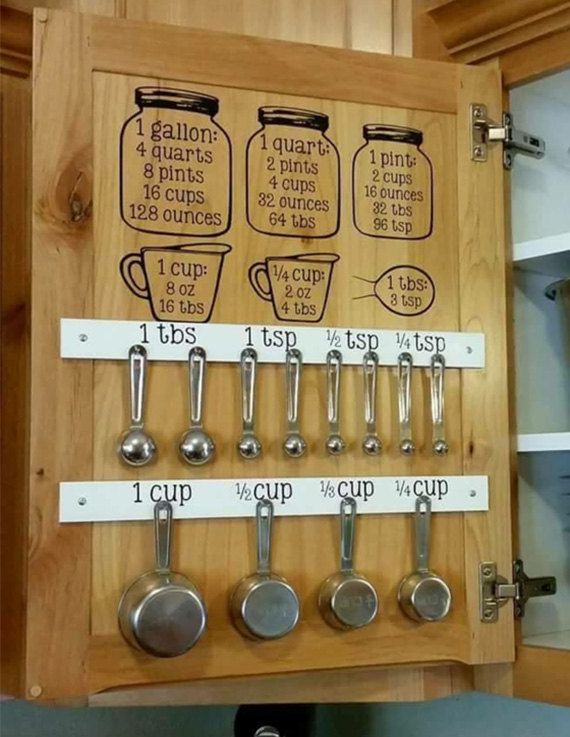 1 gallon:
4 quarts
8 pints
16 cups
128 ounces
1 quart:
2 pints
4 cups
32 ounces
64 tbs
1 pint:
2 cups
16 ounces
32 tbs
96 tsp
1 cup:
8 oz
16 tbs
1/4 cup:
2 oz
4 tbs
1 tbs:
3 tsp
1 tbs 1 tsp 1/2 tsp 1/4 tsp
1 cup 1/2 cup 1/3 cup 1/4 cup